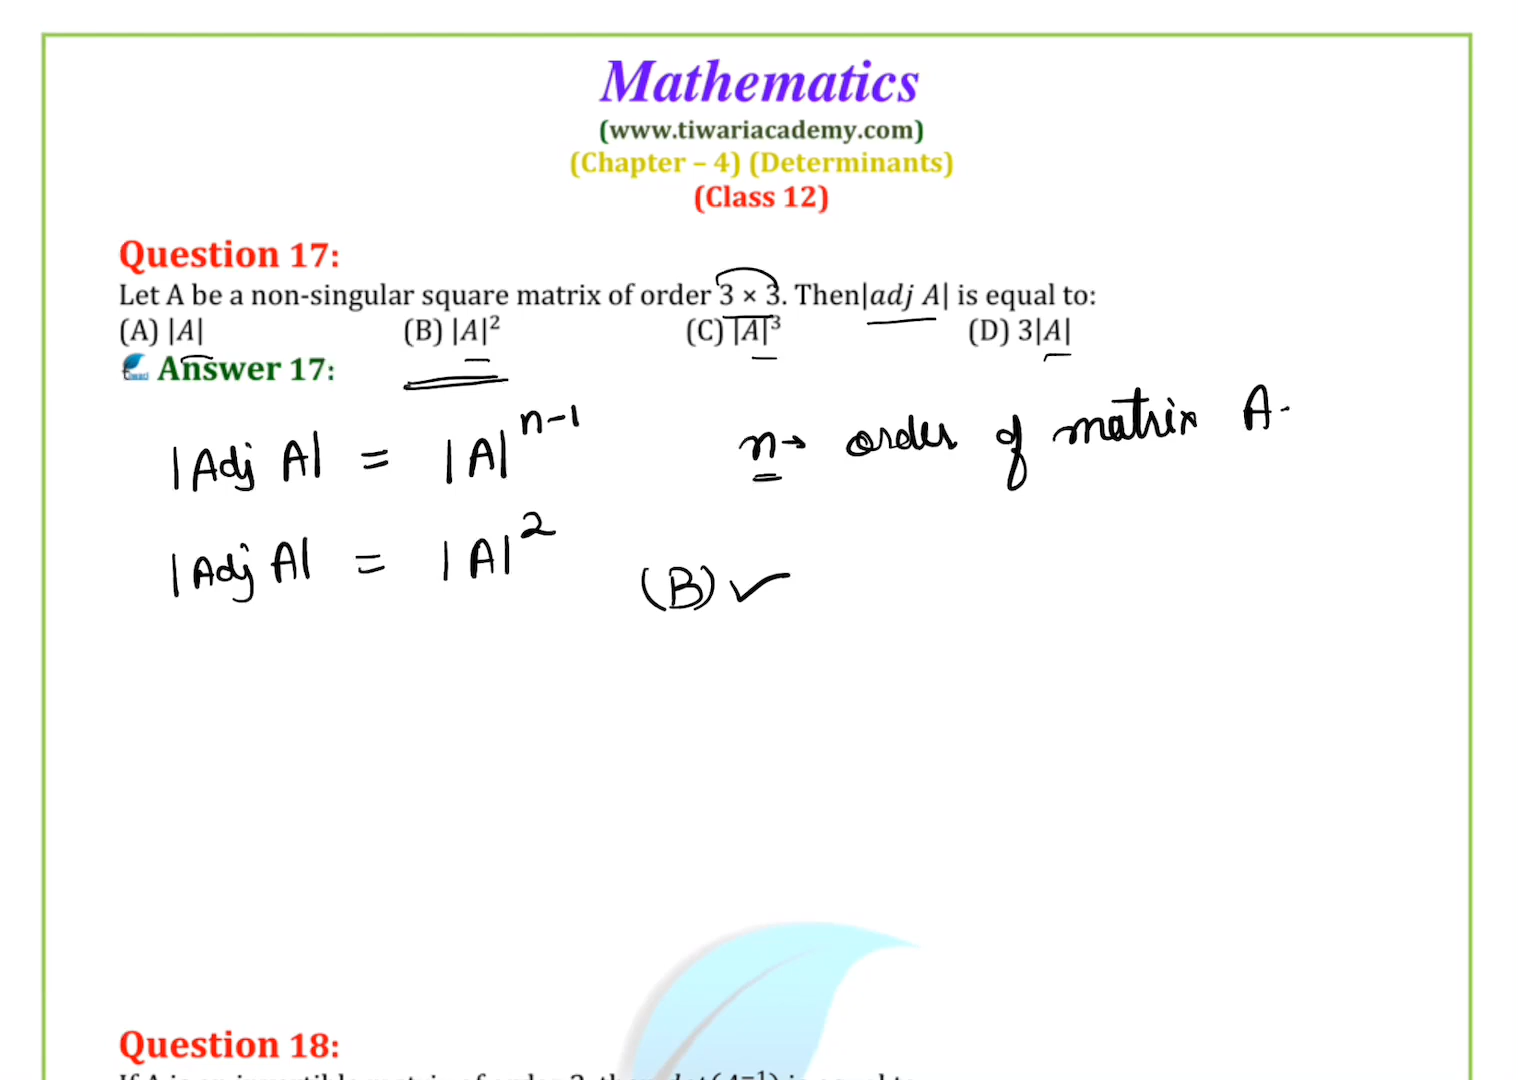 Mathematics
(www.tiwariacademy.com)
(Chapter – 4) (Determinants)
(Class 12)
Question 17:
Let A be a non-singular square matrix of order 3 × 3. Then|adj A| is equal to:
(A) |A| (B) |A|² (C) |A|³ (D) 3|A|
Answer 17:
|Adj A| = |A|ⁿ⁻¹ n → order of matrix A.
|Adj A| = |A|² (B) ✓
Question 18: